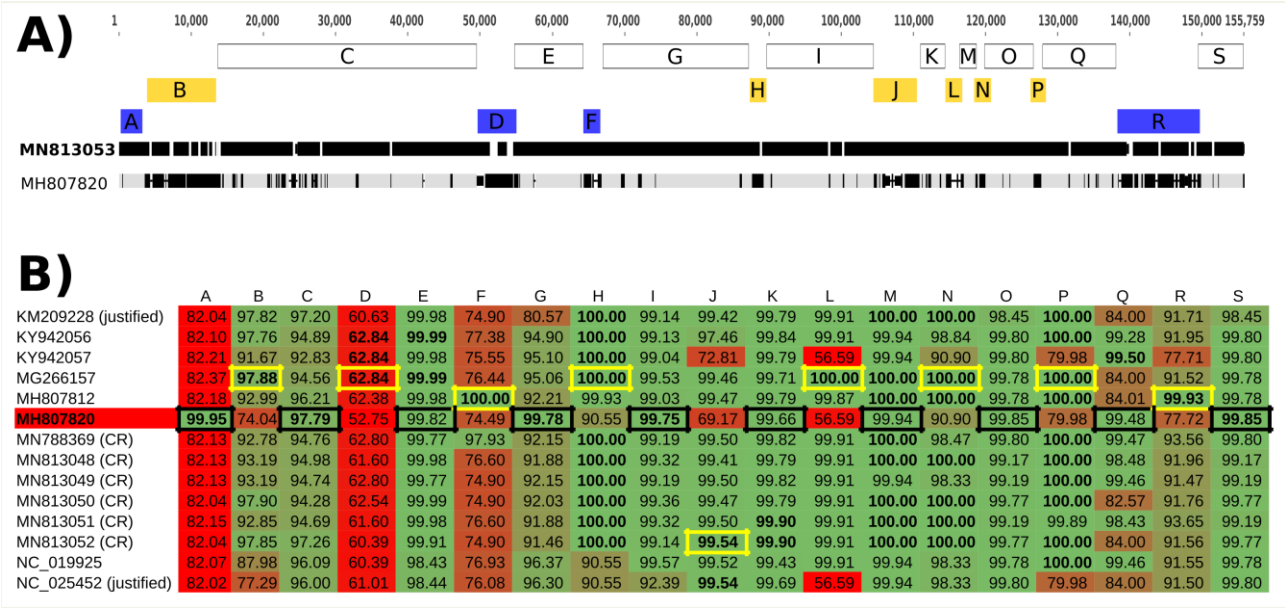 A)
1 10,000 20,000 30,000 40,000 50,000 60,000 70,000 80,000 90,000 100,000 110,000 120,000 130,000 140,000 150,000 155,759
C E G I K M O Q S
B H J L N P
A D F R
MN813053
MH807820
B)
A B C D E F G H I J K L M N O P Q R S
KM209228 (justified) 82.04 97.82 97.20 60.63 99.98 74.90 80.57 100.00 99.14 99.42 99.79 99.91 100.00 100.00 98.45 100.00 84.00 91.71 98.45
KY942056 82.10 97.76 94.89 62.84 99.99 77.38 94.90 100.00 99.13 97.46 99.84 99.91 99.94 98.84 99.80 100.00 99.28 91.95 99.80
KY942057 82.21 91.67 92.83 62.84 99.98 75.55 95.10 100.00 99.04 72.81 99.79 56.59 99.94 90.90 99.80 79.98 99.50 77.71 99.80
MG266157 82.37 97.88 94.56 62.84 99.99 76.44 95.06 100.00 99.53 99.46 99.71 100.00 100.00 100.00 99.78 100.00 84.00 91.52 99.78
MH807812 82.18 92.99 96.21 62.38 99.98 100.00 92.21 99.93 99.03 99.47 99.79 99.87 100.00 100.00 99.78 100.00 84.01 99.93 99.78
MH807820 99.95 74.04 97.79 52.75 99.82 74.49 99.78 90.55 99.75 69.17 99.66 56.59 99.94 90.90 99.85 79.98 99.48 77.72 99.85
MN788369 (CR) 82.13 92.78 94.76 62.80 99.77 97.93 92.15 100.00 99.19 99.50 99.82 99.91 100.00 98.47 99.80 100.00 99.47 93.56 99.80
MN813048 (CR) 82.13 93.19 94.98 61.60 99.98 76.60 91.88 100.00 99.32 99.41 99.79 99.91 100.00 100.00 99.17 100.00 98.48 91.96 99.17
MN813049 (CR) 82.13 93.19 94.74 62.80 99.77 74.90 92.15 100.00 99.19 99.50 99.82 99.91 99.94 98.33 99.19 100.00 99.46 91.47 99.19
MN813050 (CR) 82.04 97.90 94.28 62.54 99.99 74.90 92.03 100.00 99.36 99.47 99.79 99.91 100.00 100.00 99.77 100.00 82.57 91.76 99.77
MN813051 (CR) 82.15 92.85 94.69 61.60 99.98 76.60 91.88 100.00 99.32 99.50 99.90 99.91 100.00 100.00 99.19 99.89 98.43 93.65 99.19
MN813052 (CR) 82.04 97.85 97.26 60.39 99.91 74.90 91.46 100.00 99.14 99.54 99.90 99.91 100.00 100.00 99.77 100.00 84.00 91.56 99.77
NC_019925 82.07 87.98 96.09 60.39 98.43 76.93 96.37 90.55 99.57 99.52 99.43 99.91 99.94 98.33 99.78 100.00 99.46 91.55 99.78
NC_025452 (justified) 82.02 77.29 96.00 61.01 98.44 76.08 96.30 90.55 92.39 99.54 99.69 56.59 99.94 98.33 99.80 79.98 84.00 91.50 99.80